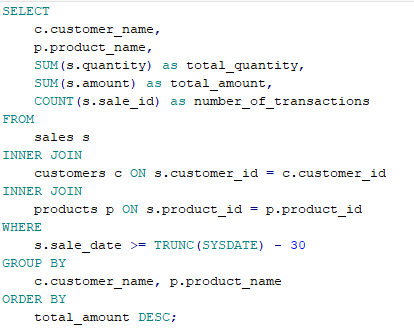 SELECT
    c.customer_name,
    p.product_name,
    SUM(s.quantity) as total_quantity,
    SUM(s.amount) as total_amount,
    COUNT(s.sale_id) as number_of_transactions
FROM
    sales s
INNER JOIN
    customers c ON s.customer_id = c.customer_id
INNER JOIN
    products p ON s.product_id = p.product_id
WHERE
    s.sale_date >= TRUNC(SYSDATE) - 30
GROUP BY
    c.customer_name, p.product_name
ORDER BY
    total_amount DESC;